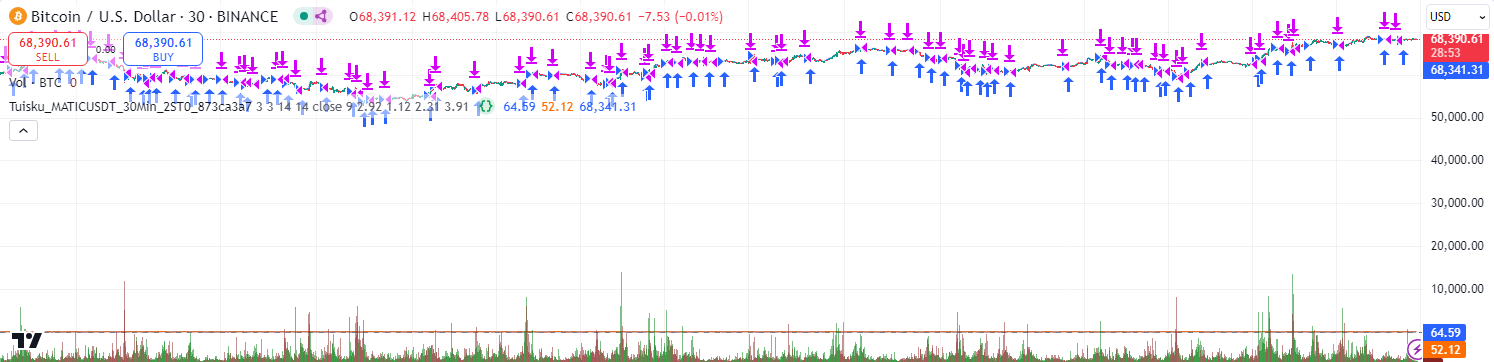 Bitcoin / U.S. Dollar · 30 · BINANCE O68,391.12 H68,405.78 L68,390.61 C68,390.61 −7.53 (−0.01%)
USD
68,390.61 SELL
0.00
68,390.61 BUY
68,390.61
28:53
68,341.31
Vol · BTC 0
Tuisku_MATICUSDT_30Min_2ST0_873ca3a7 3 3 14 14 close 9 2.92 1.12 2.31 3.91 64.59 52.12 68,341.31
50,000.00
40,000.00
30,000.00
20,000.00
10,000.00
64.59
52.12